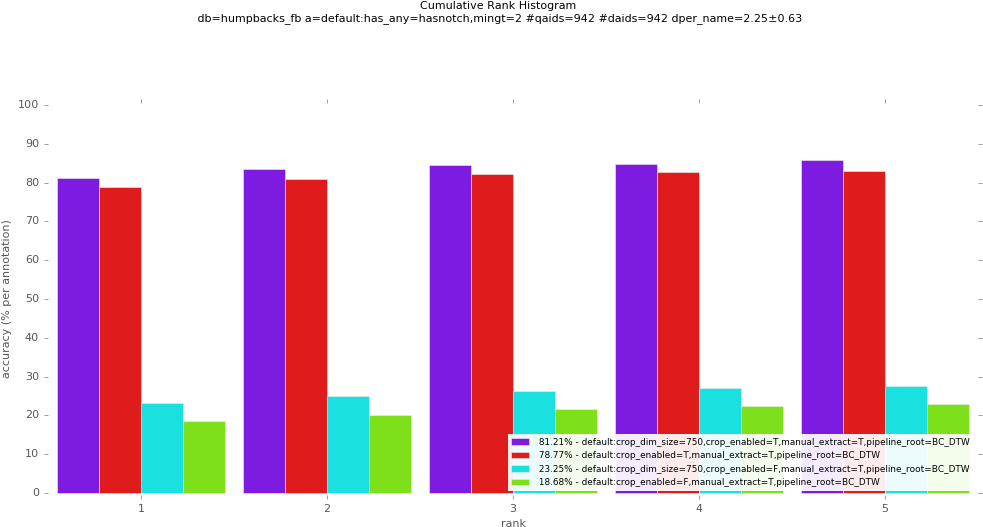 Cumulative Rank Histogram
db=humpbacks_fb a=default:has_any=hasnotch,mingt=2 #qaids=942 #daids=942 dper_name=2.25±0.63
100
90
80
70
60
50
40
30
20
10
0
accuracy (% per annotation)
81.21% - default:crop_dim_size=750,crop_enabled=T,manual_extract=T,pipeline_root=BC_DTW
78.77% - default:crop_enabled=T,manual_extract=T,pipeline_root=BC_DTW
23.25% - default:crop_dim_size=750,crop_enabled=F,manual_extract=T,pipeline_root=BC_DTW
18.68% - default:crop_enabled=F,manual_extract=T,pipeline_root=BC_DTW
1 2 3 4 5
rank